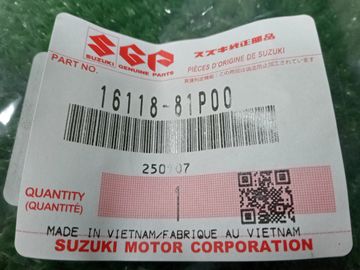 SGP
SUZUKI GENUINE PARTS
スズキ純正部品
PIÈCES D'ORIGINE DE SUZUKI
PART NO.
16118-81P00
250107
QUANTITY
(QUANTITÉ)
1
MADE IN VIETNAM/FABRIQUE AU VIETNAM
SUZUKI MOTOR CORPORATION